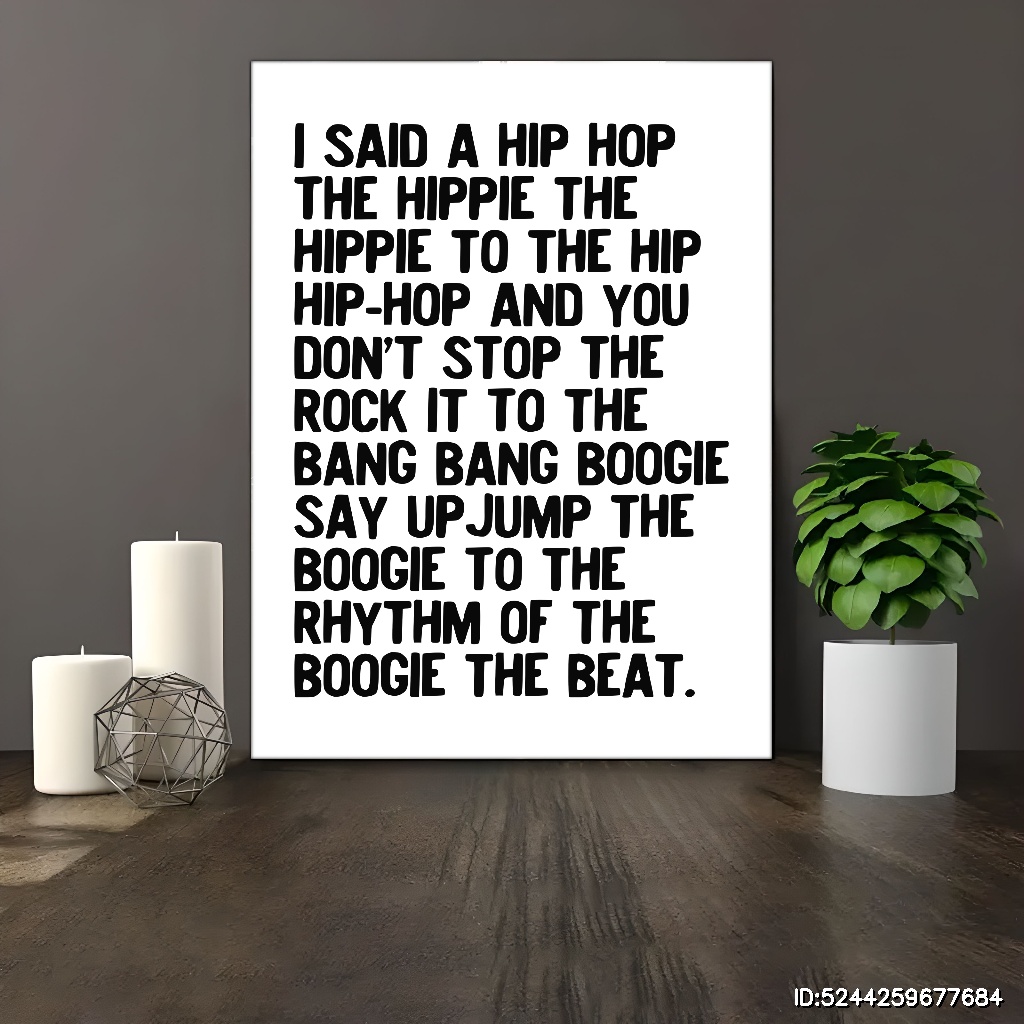 I SAID A HIP HOP
THE HIPPIE THE
HIPPIE TO THE HIP
HIP-HOP AND YOU
DON'T STOP THE
ROCK IT TO THE
BANG BANG BOOGIE
SAY UPJUMP THE
BOOGIE TO THE
RHYTHM OF THE
BOOGIE THE BEAT.
ID:5244259677684